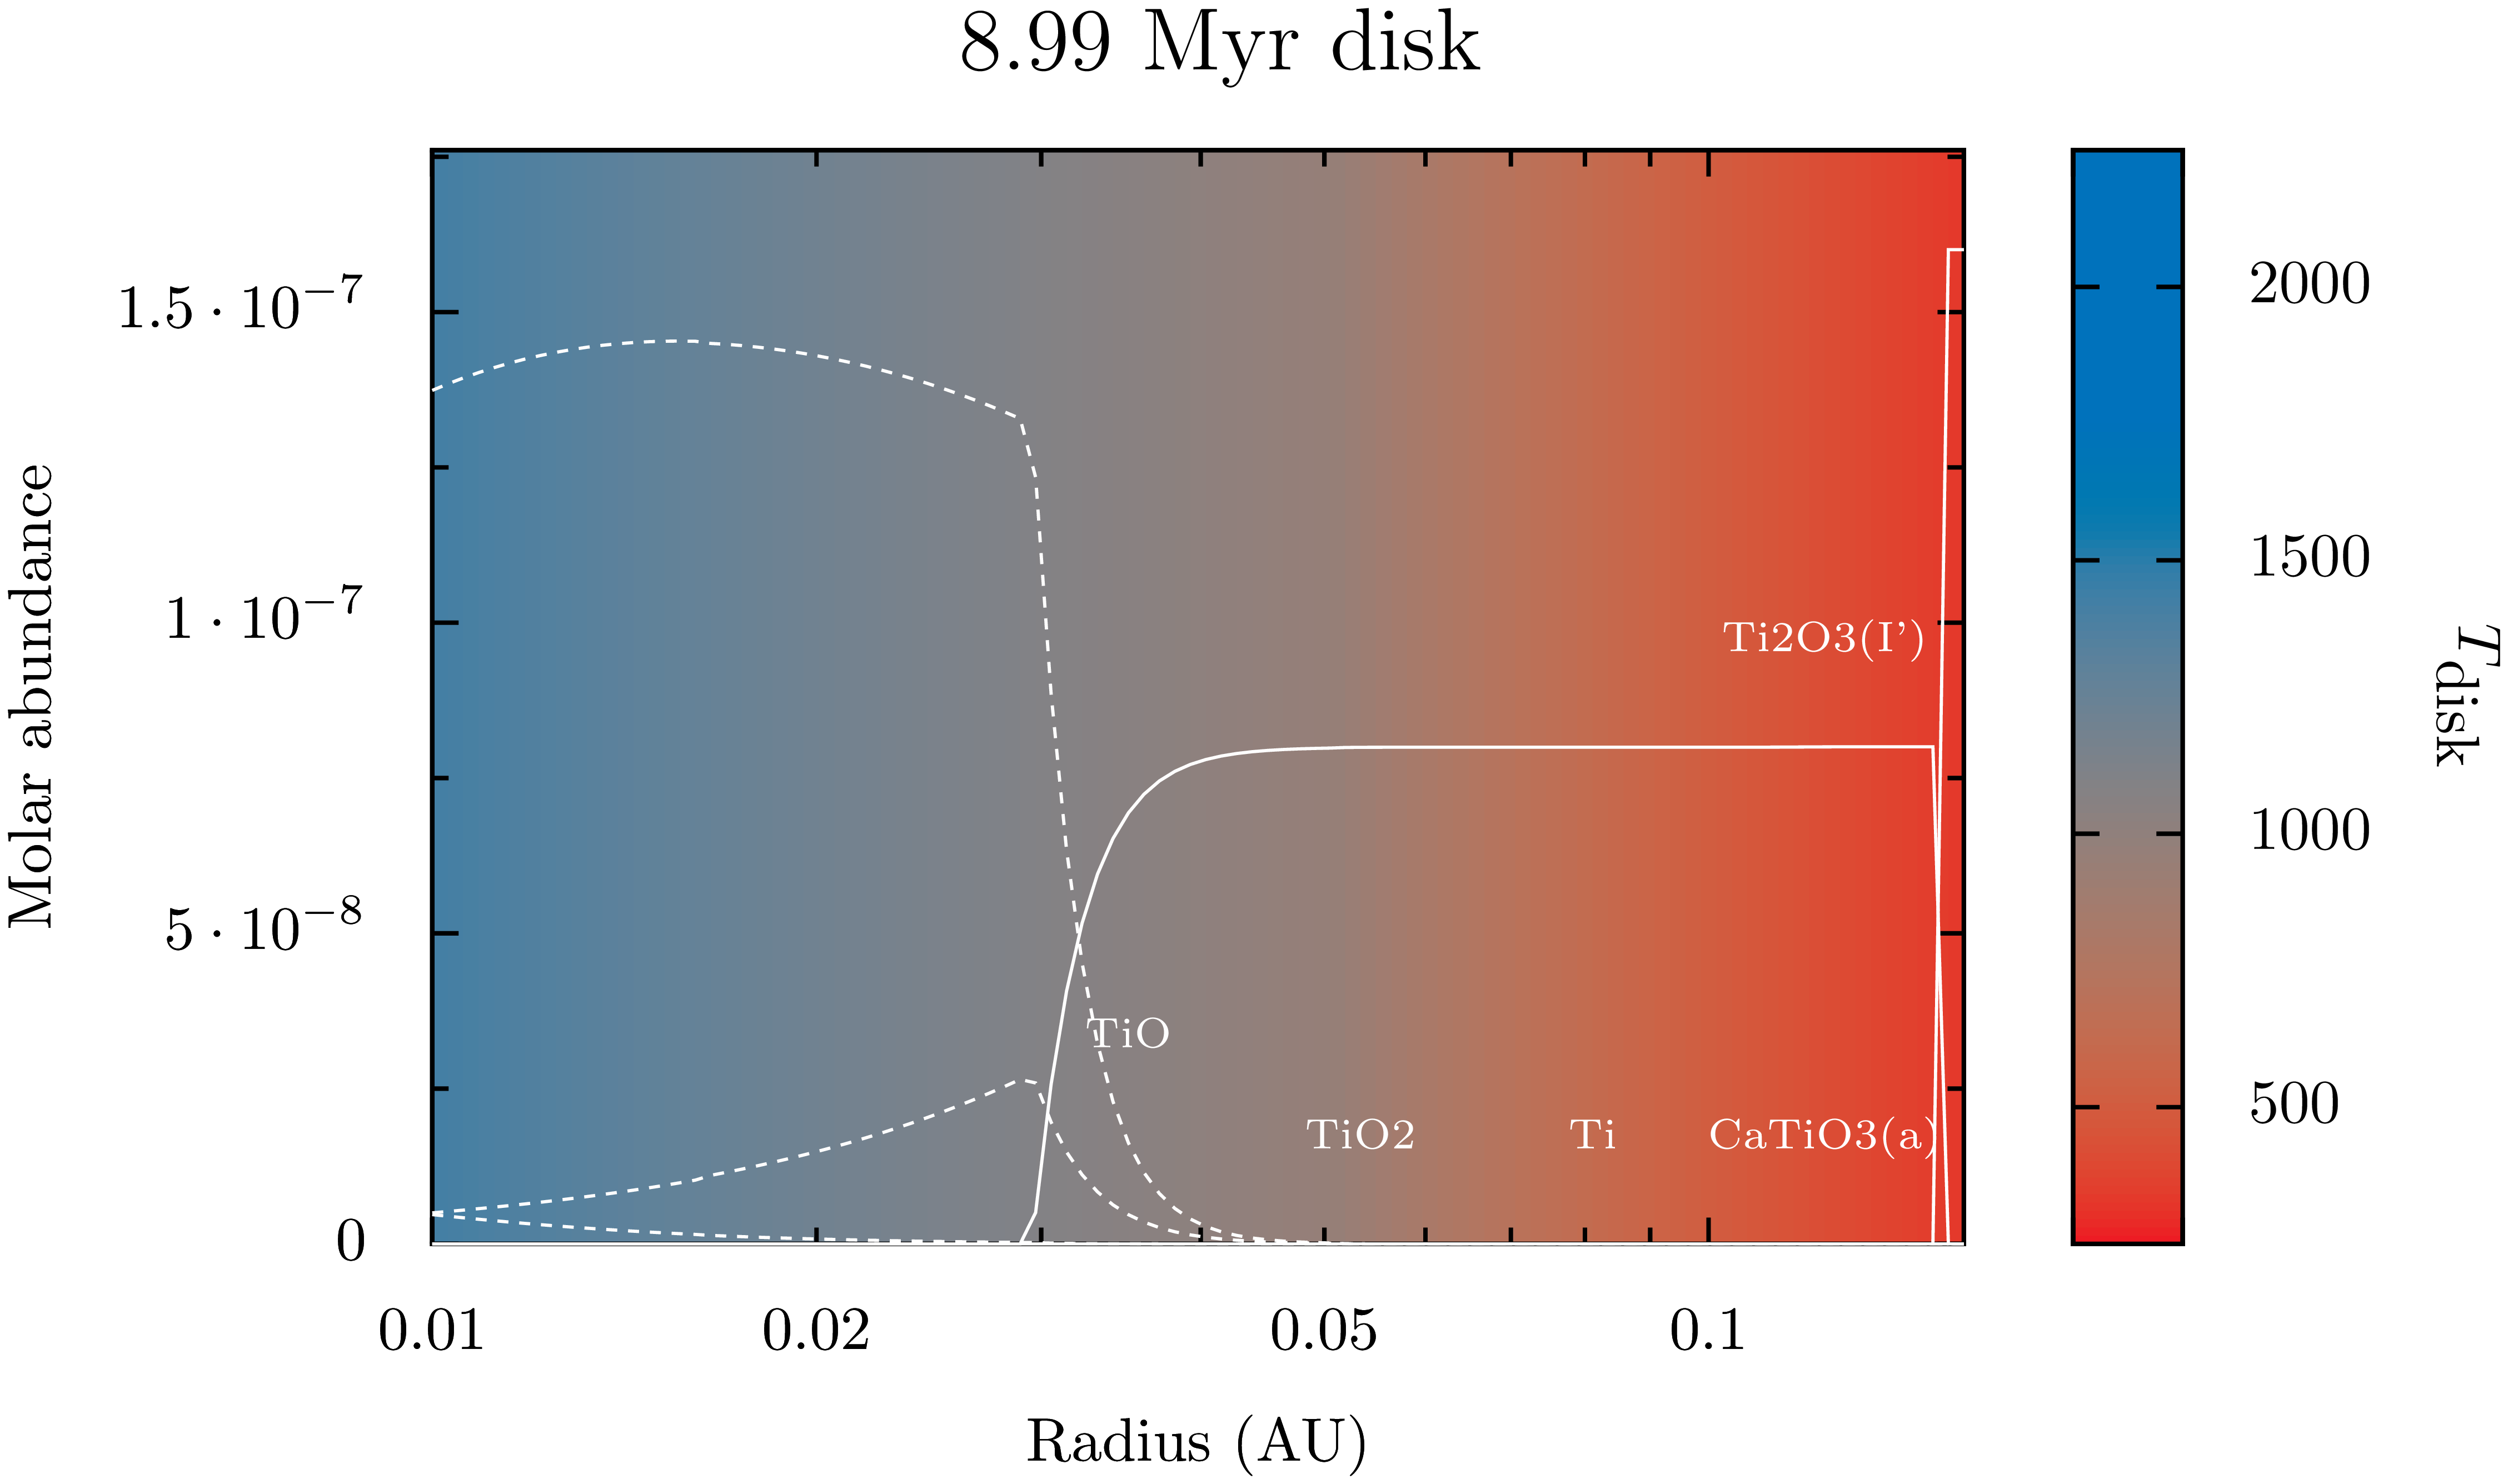 8.99 Myr disk
Molar abundance
1.5 · 10⁻⁷
1 · 10⁻⁷
5 · 10⁻⁸
0
Ti2O3(I')
TiO
TiO2
Ti
CaTiO3(a)
0.01
0.02
0.05
0.1
Radius (AU)
2000
1500
1000
500
T_disk